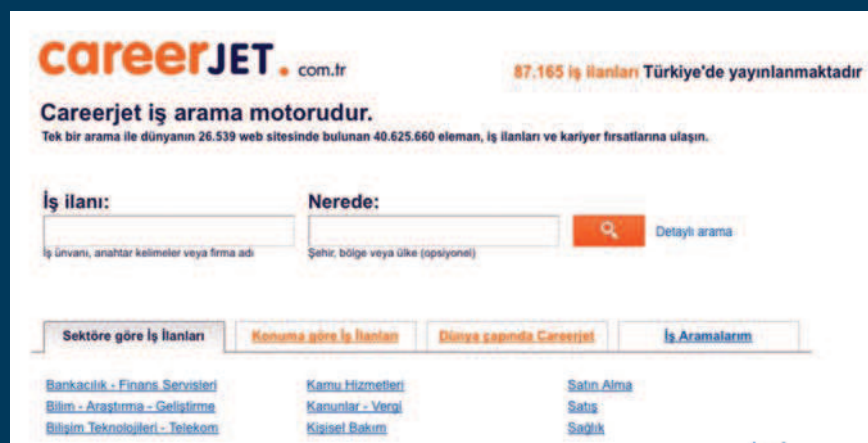 careerJET. com.tr
87.165 iş ilanları Türkiye'de yayınlanmaktadır
Careerjet iş arama motorudur.
Tek bir arama ile dünyanın 26.539 web sitesinde bulunan 40.625.660 eleman, iş ilanları ve kariyer fırsatlarına ulaşın.
İş ilanı: Nerede:
Detaylı arama
İş ünvanı, anahtar kelimeler veya firma adı Şehir, bölge veya ülke (opsiyonel)
Sektöre göre İş İlanları Konuma göre İş İlanları Dünya çapında Careerjet İş Aramalarım
Bankacılık - Finans Servisleri Kamu Hizmetleri Satın Alma
Bilim - Araştırma - Geliştirme Kanunlar - Vergi Satış
Bilişim Teknolojileri - Telekom Kişisel Bakım Sağlık